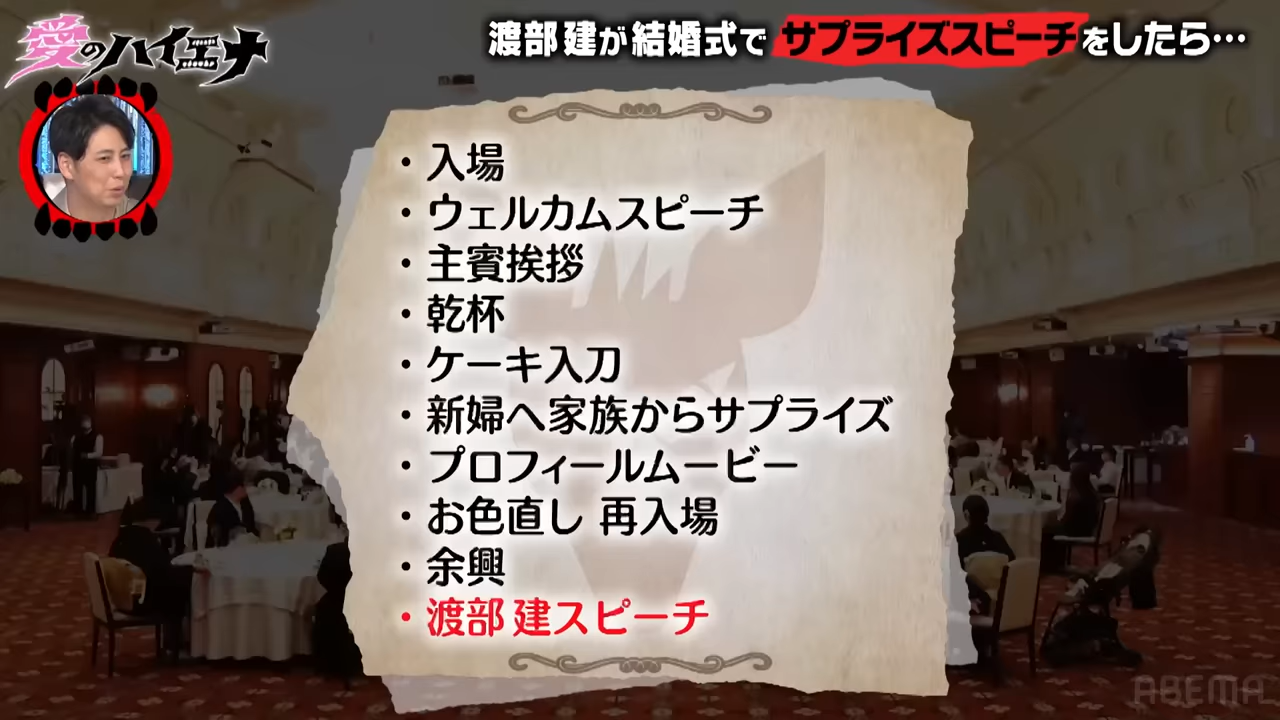 愛のハイエナ
渡部 建が結婚式でサプライズスピーチをしたら…
・入場
・ウェルカムスピーチ
・主賓挨拶
・乾杯
・ケーキ入刀
・新婦へ家族からサプライズ
・プロフィールムービー
・お色直し 再入場
・余興
・渡部 建スピーチ
ABEMA